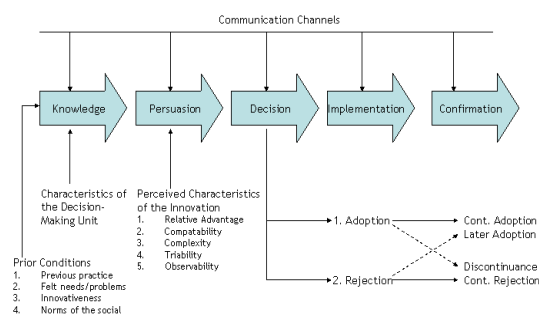 Communication Channels
Knowledge
Persuasion
Decision
Implementation
Confirmation
Characteristics of
the Decision-
Making Unit
Perceived Characteristics
of the Innovation
1. Relative Advantage
2. Compatability
3. Complexity
4. Triability
5. Observability
1. Adoption
2. Rejection
Cont. Adoption
Later Adoption
Discontinuance
Cont. Rejection
Prior Conditions
1. Previous practice
2. Felt needs/problems
3. Innovativeness
4. Norms of the social